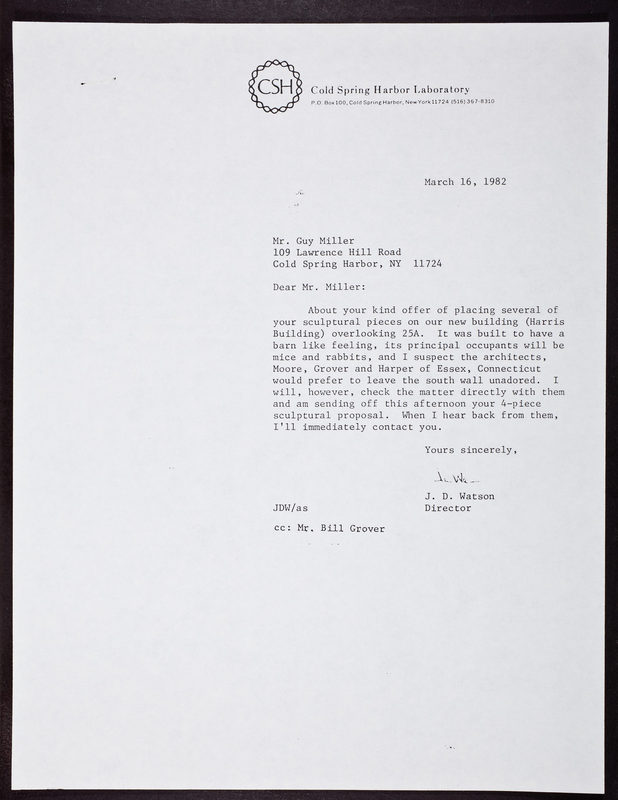 CSH
Cold Spring Harbor Laboratory
P.O. Box 100, Cold Spring Harbor, New York 11724 (516) 367-8310
March 16, 1982
Mr. Guy Miller
109 Lawrence Hill Road
Cold Spring Harbor, NY 11724
Dear Mr. Miller:
About your kind offer of placing several of
your sculptural pieces on our new building (Harris
Building) overlooking 25A. It was built to have a
barn like feeling, its principal occupants will be
mice and rabbits, and I suspect the architects,
Moore, Grover and Harper of Essex, Connecticut
would prefer to leave the south wall unadored. I
will, however, check the matter directly with them
and am sending off this afternoon your 4-piece
sculptural proposal. When I hear back from them,
I'll immediately contact you.
Yours sincerely,
J. D. Watson
JDW/as Director
cc: Mr. Bill Grover